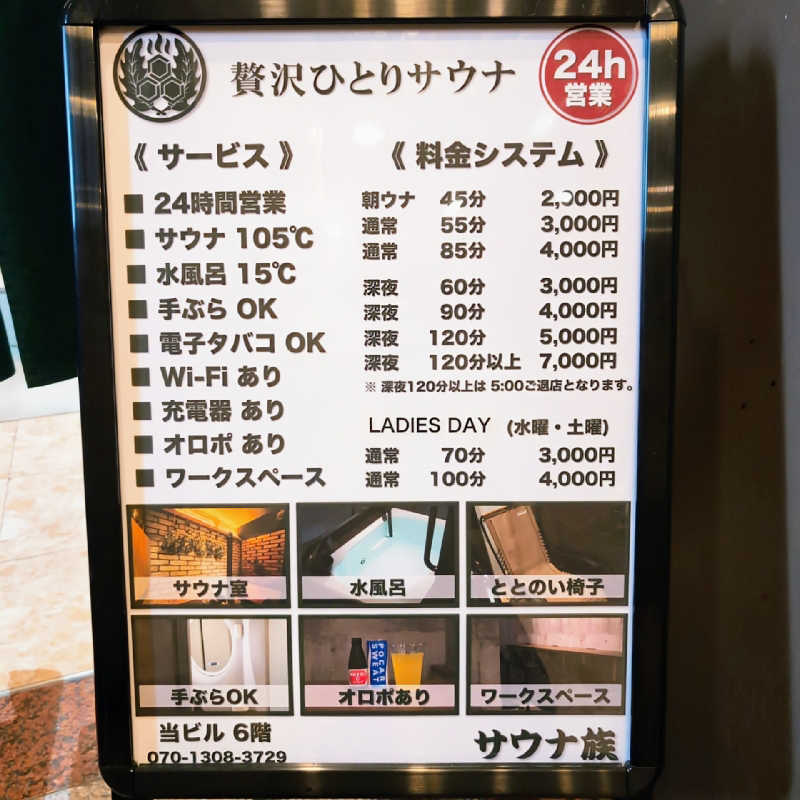 贅沢ひとりサウナ
24h
営業
《 サービス 》
■ 24時間営業
■ サウナ 105℃
■ 水風呂 15℃
■ 手ぶら OK
■ 電子タバコ OK
■ Wi-Fi あり
■ 充電器 あり
■ オロポ あり
■ ワークスペース
《 料金システム 》
朝ウナ 45分 2,000円
通常 55分 3,000円
通常 85分 4,000円
深夜 60分 3,000円
深夜 90分 4,000円
深夜 120分 5,000円
深夜 120分以上 7,000円
※ 深夜120分以上は 5:00ご退店となります。
LADIES DAY (水曜・土曜)
通常 70分 3,000円
通常 100分 4,000円
サウナ室
水風呂
ととのい椅子
手ぶらOK
POCARI
SWEAT
オロポあり
ワークスペース
当ビル 6階
070-1308-3729
サウナ族